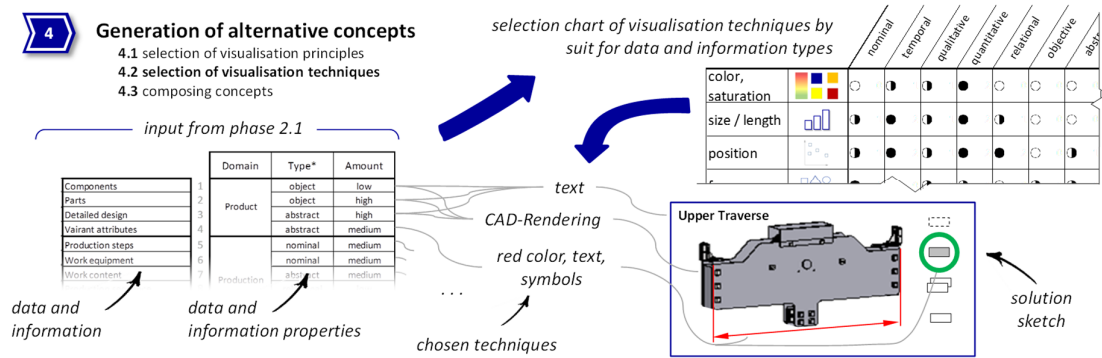 4
Generation of alternative concepts
4.1 selection of visualisation principles
4.2 selection of visualisation techniques
4.3 composing concepts
selection chart of visualisation techniques by
suit for data and information types
nominal
temporal
qualitative
quantitative
relational
objective
color,
saturation
size / length
position
input from phase 2.1
Domain Type* Amount
Components 1 object low
Parts 2 object high
Product
Detailed design 3 abstract high
Vairant attributes 4 abstract medium
Production steps 5 nominal medium
Work equipment 6 nominal medium
Work content 7 abstract medium
Production
text
CAD-Rendering
red color, text,
symbols
. . .
Upper Traverse
data and
information
data and
information properties
chosen techniques
solution
sketch